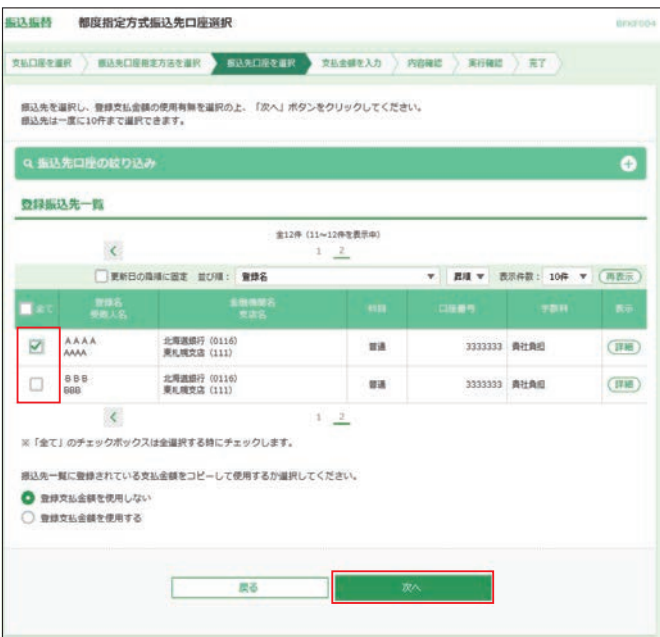 振込振替 都度指定方式振込先口座選択 BFKF004
支払口座を選択 振込先口座指定方法を選択 振込先口座を選択 支払金額を入力 内容確認 実行確認 完了
振込先を選択し、登録支払金額の使用有無を選択の上、「次へ」ボタンをクリックしてください。
振込先は一度に10件まで選択できます。
振込先口座の絞り込み
登録振込先一覧
全12件（11～12件を表示中）
1 2
更新日の降順に固定 並び順： 登録名 昇順 表示件数： 10件 再表示
全て 登録名 金融機関名 科目 口座番号 手数料 表示
受取人名 支店名
ＡＡＡＡ 北海道銀行（0116） 普通 3333333 貴社負担 詳細
AAAA 東札幌支店（111）
ＢＢＢ 北海道銀行（0116） 普通 3333333 貴社負担 詳細
BBB 東札幌支店（111）
1 2
※「全て」のチェックボックスは全選択する時にチェックします。
振込先一覧に登録されている支払金額をコピーして使用するか選択してください。
登録支払金額を使用しない
登録支払金額を使用する
戻る 次へ